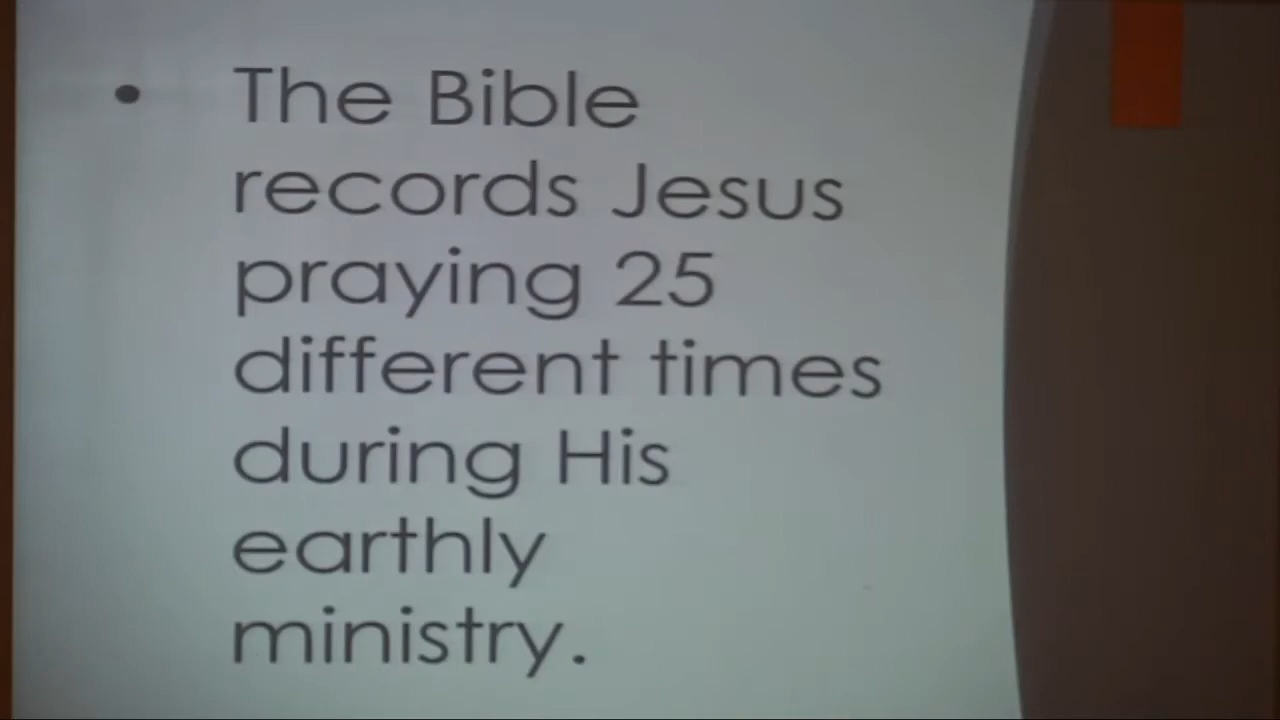 • The Bible
records Jesus
praying 25
different times
during His
earthly
ministry.